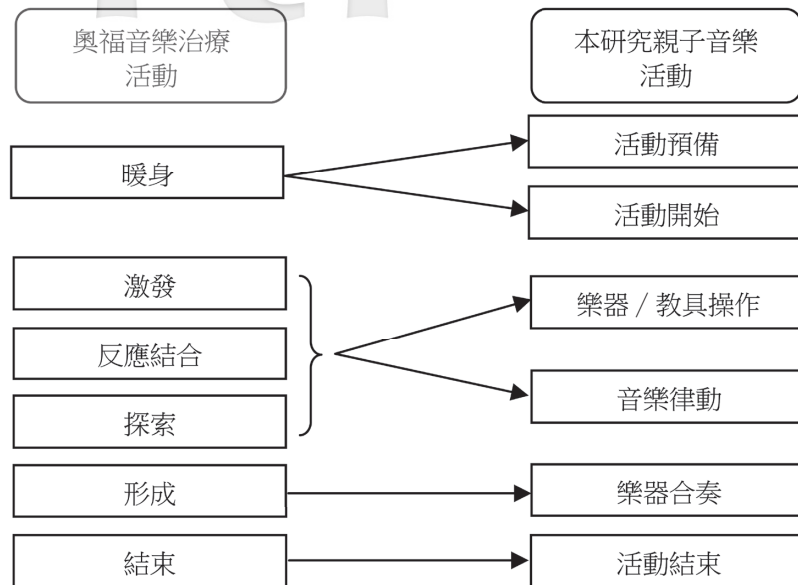 奧福音樂治療
活動
本研究親子音樂
活動
暖身
活動預備
活動開始
激發
反應結合
探索
樂器 / 教具操作
音樂律動
形成
樂器合奏
結束
活動結束